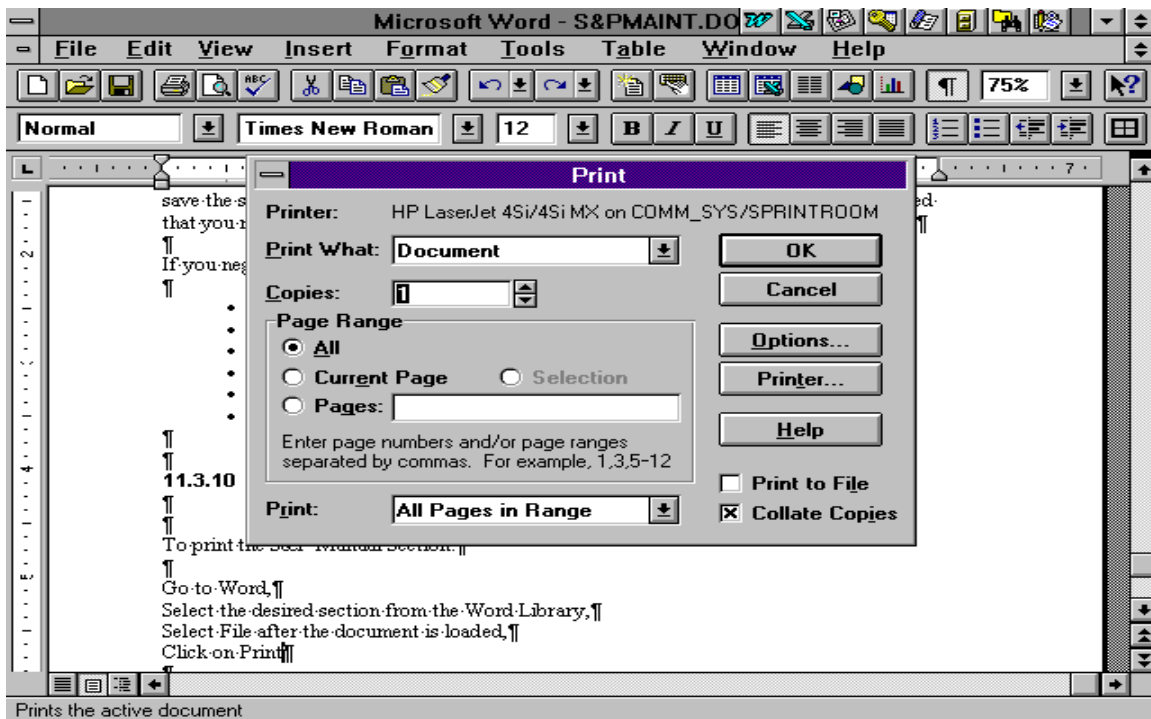 Microsoft Word - S&PMAINT.DO
File Edit View Insert Format Tools Table Window Help
ABC
75%
Normal Times New Roman 12 B I U
7
Print
save·the·s
ed·
that·you·r
¶
Printer: HP LaserJet 4Si/4Si MX on COMM_SYS/SPRINTROOM
¶
If·you·neg
Print What: Document
OK
¶
Copies: 1
Cancel
Page Range
All
Options...
Current Page Selection
Printer...
Pages:
Help
¶
Enter page numbers and/or page ranges
¶
separated by commas. For example, 1,3,5-12
11.3.10
Print to File
¶
Print: All Pages in Range
Collate Copies
¶
To·print·the·S&P·Manual·Section:¶
¶
Go·to·Word,¶
Select·the·desired·section·from·the·Word·Library,¶
Select·File·after·the·document·is·loaded,¶
Click·on·Print¶
¶
Prints the active document